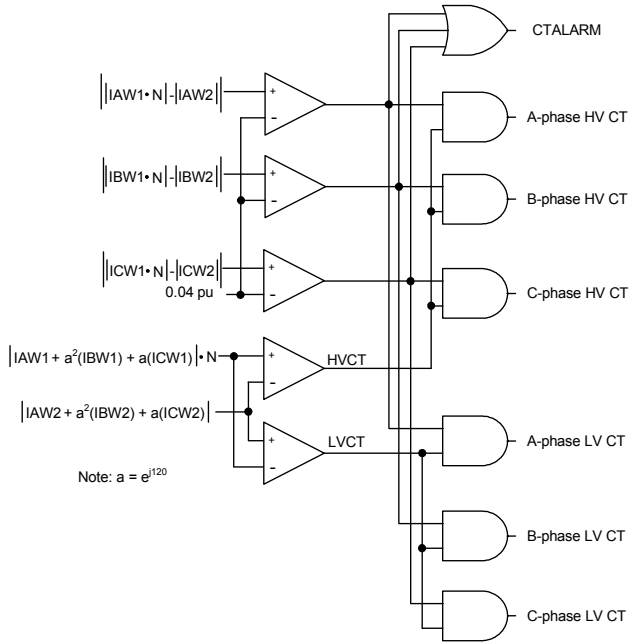 CTALARM
||IAW1• N|-|IAW2||
A-phase HV CT
||IBW1• N|-|IBW2||
B-phase HV CT
||ICW1• N|-|ICW2||
0.04 pu
C-phase HV CT
|IAW1 + a²(IBW1) + a(ICW1)|• N
HVCT
|IAW2 + a²(IBW2) + a(ICW2)|
LVCT
A-phase LV CT
Note: a = e^j120
B-phase LV CT
C-phase LV CT
+
−
+
−
+
−
+
−
+
−